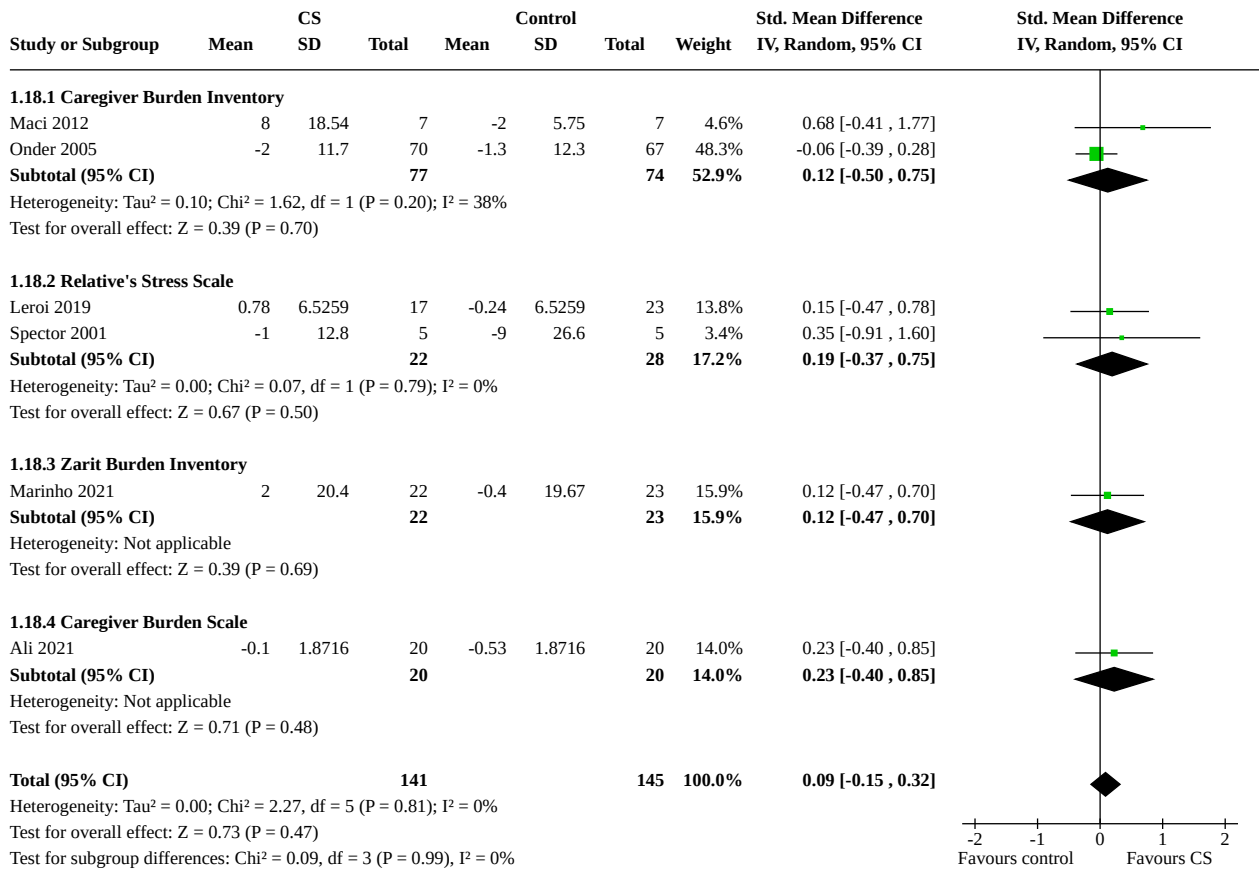 CS Control Std. Mean Difference Std. Mean Difference
Study or Subgroup Mean SD Total Mean SD Total Weight IV, Random, 95% CI IV, Random, 95% CI
1.18.1 Caregiver Burden Inventory
Maci 2012 8 18.54 7 -2 5.75 7 4.6% 0.68 [-0.41 , 1.77]
Onder 2005 -2 11.7 70 -1.3 12.3 67 48.3% -0.06 [-0.39 , 0.28]
Subtotal (95% CI) 77 74 52.9% 0.12 [-0.50 , 0.75]
Heterogeneity: Tau² = 0.10; Chi² = 1.62, df = 1 (P = 0.20); I² = 38%
Test for overall effect: Z = 0.39 (P = 0.70)
1.18.2 Relative's Stress Scale
Leroi 2019 0.78 6.5259 17 -0.24 6.5259 23 13.8% 0.15 [-0.47 , 0.78]
Spector 2001 -1 12.8 5 -9 26.6 5 3.4% 0.35 [-0.91 , 1.60]
Subtotal (95% CI) 22 28 17.2% 0.19 [-0.37 , 0.75]
Heterogeneity: Tau² = 0.00; Chi² = 0.07, df = 1 (P = 0.79); I² = 0%
Test for overall effect: Z = 0.67 (P = 0.50)
1.18.3 Zarit Burden Inventory
Marinho 2021 2 20.4 22 -0.4 19.67 23 15.9% 0.12 [-0.47 , 0.70]
Subtotal (95% CI) 22 23 15.9% 0.12 [-0.47 , 0.70]
Heterogeneity: Not applicable
Test for overall effect: Z = 0.39 (P = 0.69)
1.18.4 Caregiver Burden Scale
Ali 2021 -0.1 1.8716 20 -0.53 1.8716 20 14.0% 0.23 [-0.40 , 0.85]
Subtotal (95% CI) 20 20 14.0% 0.23 [-0.40 , 0.85]
Heterogeneity: Not applicable
Test for overall effect: Z = 0.71 (P = 0.48)
Total (95% CI) 141 145 100.0% 0.09 [-0.15 , 0.32]
Heterogeneity: Tau² = 0.00; Chi² = 2.27, df = 5 (P = 0.81); I² = 0%
Test for overall effect: Z = 0.73 (P = 0.47)
Test for subgroup differences: Chi² = 0.09, df = 3 (P = 0.99), I² = 0%
-2 -1 0 1 2
Favours control Favours CS